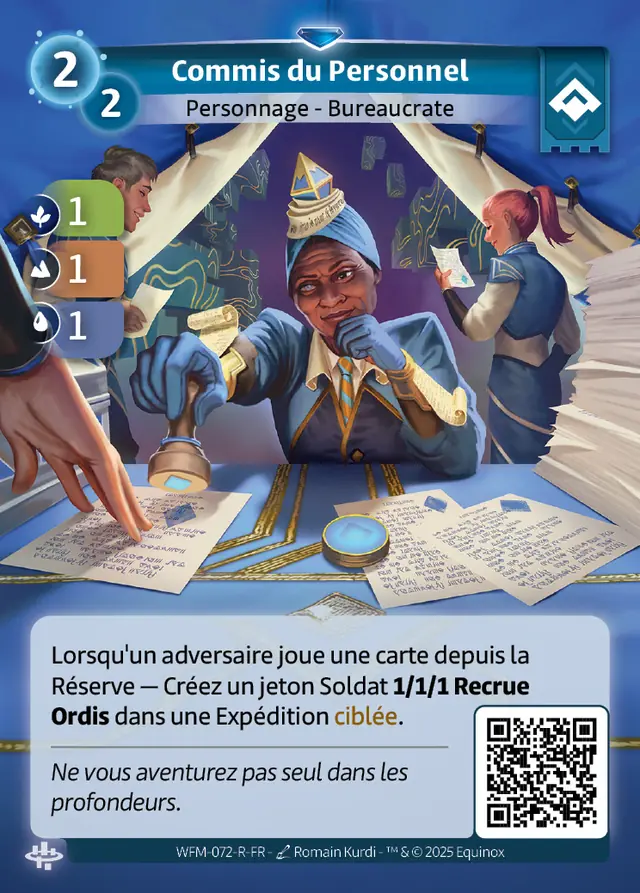 2
Commis du Personnel
2
Personnage - Bureaucrate
1
1
1
Lorsqu'un adversaire joue une carte depuis la
Réserve — Créez un jeton Soldat 1/1/1 Recrue
Ordis dans une Expédition ciblée.
Ne vous aventurez pas seul dans les
profondeurs.
WFM-072-R-FR - Romain Kurdi - ™ & © 2025 Equinox